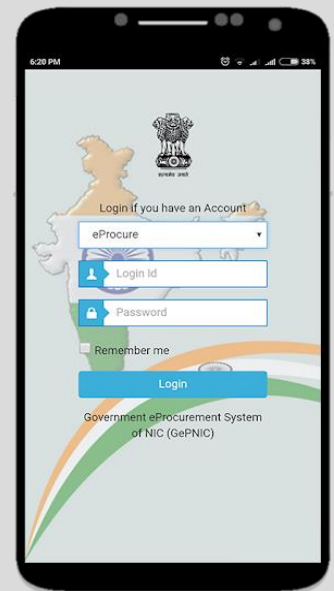 6:20 PM
38%
सत्यमेव जयते
Login if you have an Account
eProcure
Login Id
Password
Remember me
Login
Government eProcurement System
of NIC (GePNIC)